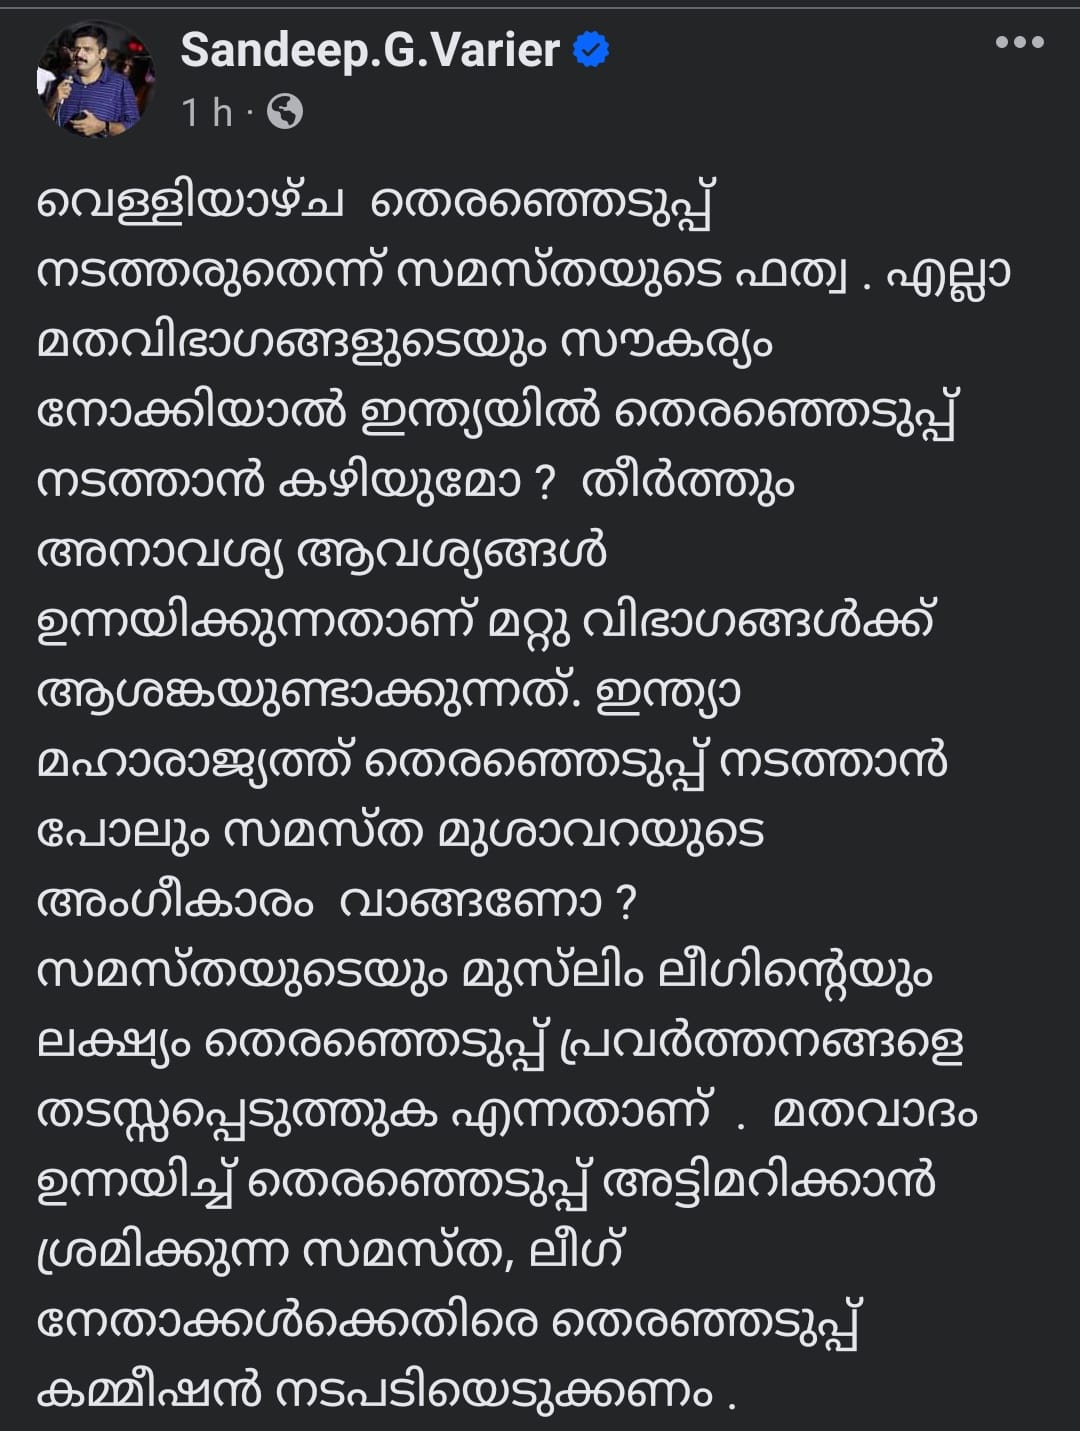 Sandeep.G.Varier
1 h ·
വെള്ളിയാഴ്ച തെരഞ്ഞെടുപ്പ്
നടത്തരുതെന്ന് സമസ്തയുടെ ഫത്വ . എല്ലാ
മതവിഭാഗങ്ങളുടെയും സൗകര്യം
നോക്കിയാൽ ഇന്ത്യയിൽ തെരഞ്ഞെടുപ്പ്
നടത്താൻ കഴിയുമോ ? തീർത്തും
അനാവശ്യ ആവശ്യങ്ങൾ
ഉന്നയിക്കുന്നതാണ് മറ്റു വിഭാഗങ്ങൾക്ക്
ആശങ്കയുണ്ടാക്കുന്നത്. ഇന്ത്യാ
മഹാരാജ്യത്ത് തെരഞ്ഞെടുപ്പ് നടത്താൻ
പോലും സമസ്ത മുശാവറയുടെ
അംഗീകാരം വാങ്ങണോ ?
സമസ്തയുടെയും മുസ്ലിം ലീഗിന്റെയും
ലക്ഷ്യം തെരഞ്ഞെടുപ്പ് പ്രവർത്തനങ്ങളെ
തടസ്സപ്പെടുത്തുക എന്നതാണ് . മതവാദം
ഉന്നയിച്ച് തെരഞ്ഞെടുപ്പ് അട്ടിമറിക്കാൻ
ശ്രമിക്കുന്ന സമസ്ത, ലീഗ്
നേതാക്കൾക്കെതിരെ തെരഞ്ഞടുപ്പ്
കമ്മീഷൻ നടപടിയെടുക്കണം .